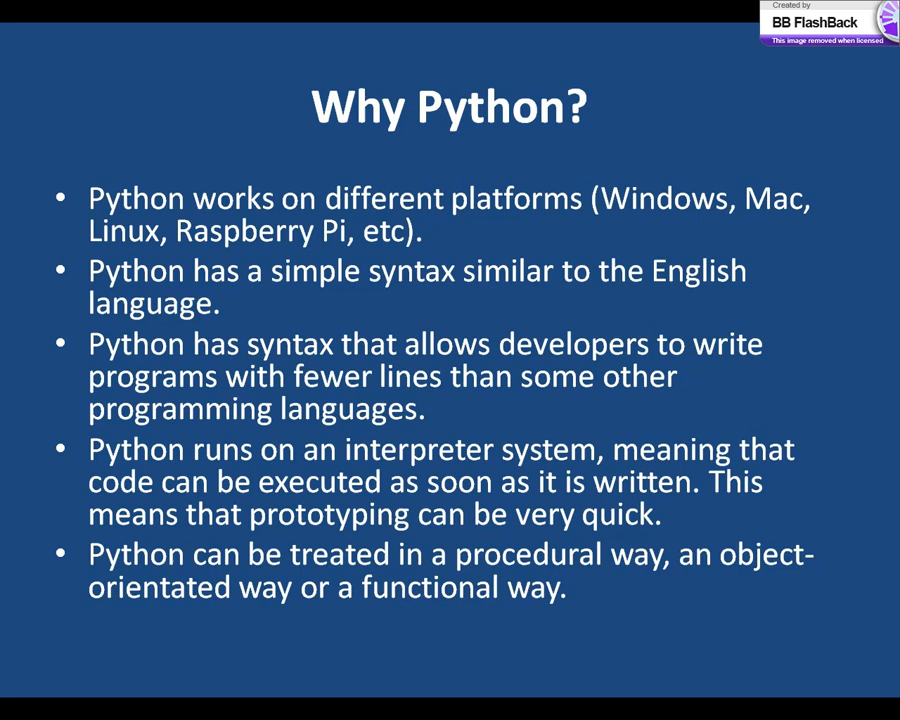 Created by
BB FlashBack
This image removed when licensed
Why Python?
• Python works on different platforms (Windows, Mac,
Linux, Raspberry Pi, etc).
• Python has a simple syntax similar to the English
language.
• Python has syntax that allows developers to write
programs with fewer lines than some other
programming languages.
• Python runs on an interpreter system, meaning that
code can be executed as soon as it is written. This
means that prototyping can be very quick.
• Python can be treated in a procedural way, an object-
orientated way or a functional way.